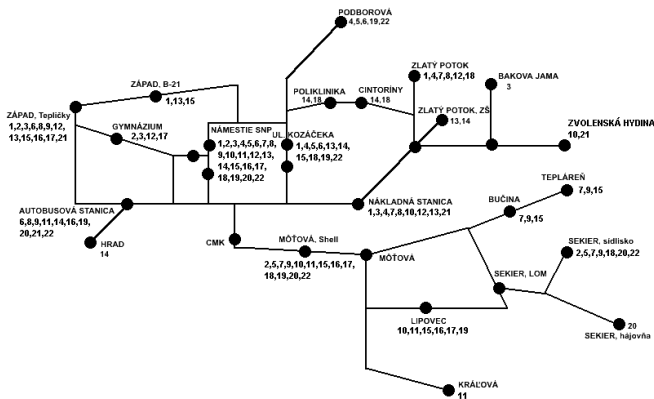 PODBOROVÁ
4,5,6,19,22
ZLATÝ POTOK
1,4,7,8,12,18
BAKOVA JAMA
3
ZÁPAD, B-21
1,13,15
POLIKLINIKA
14,18
CINTORÍNY
14,18
ZLATÝ POTOK, ZŠ
13,14
ZVOLENSKÁ HYDINA
10,21
ZÁPAD, Tepličky
1,2,3,6,8,9,12,
13,15,16,17,21
GYMNÁZIUM
2,3,12,17
NÁMESTIE SNP
1,2,3,4,5,6,7,8,
9,10,11,12,13,
14,15,16,17,
18,19,20,22
UL. KOZÁČEKA
1,4,5,6,13,14,
15,18,19,22
AUTOBUSOVÁ STANICA
6,8,9,11,14,16,19,
20,21,22
HRAD
14
NÁKLADNÁ STANICA
1,3,4,7,8,10,12,13,21
TEPLÁREŇ
7,9,15
BUČINA
7,9,15
CMK
MÔŤOVÁ, Shell
2,5,7,9,10,11,15,16,17,
18,19,20,22
MÔŤOVÁ
SEKIER, sídlisko
2,5,7,9,18,20,22
SEKIER, LOM
LIPOVEC
10,11,15,16,17,19
20
SEKIER, hájovňa
KRÁĽOVÁ
11